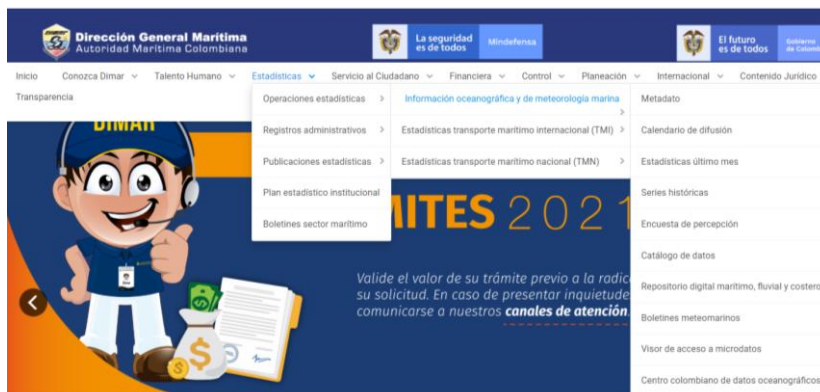 Dirección General Marítima
Autoridad Marítima Colombiana
La seguridad
es de todos
Mindefensa
El futuro
es de todos
Gobierno
de Colomb
Inicio Conozca Dimar Talento Humano Estadísticas Servicio al Ciudadano Financiera Control Planeación Internacional Contenido Jurídico
Transparencia
Operaciones estadísticas
Registros administrativos
Publicaciones estadísticas
Plan estadístico institucional
Boletines sector marítimo
Información oceanográfica y de meteorología marina
Estadísticas transporte marítimo internacional (TMI)
Estadísticas transporte marítimo nacional (TMN)
Metadato
Calendario de difusión
Estadísticas último mes
Series históricas
Encuesta de percepción
Catálogo de datos
Repositorio digital marítimo, fluvial y costero
Boletines meteomarinos
Visor de acceso a microdatos
Centro colombiano de datos oceanográficos
DIMAR
MITES 2021
Valide el valor de su trámite previo a la radic
su solicitud. En caso de presentar inquietude
comunicarse a nuestros canales de atención.